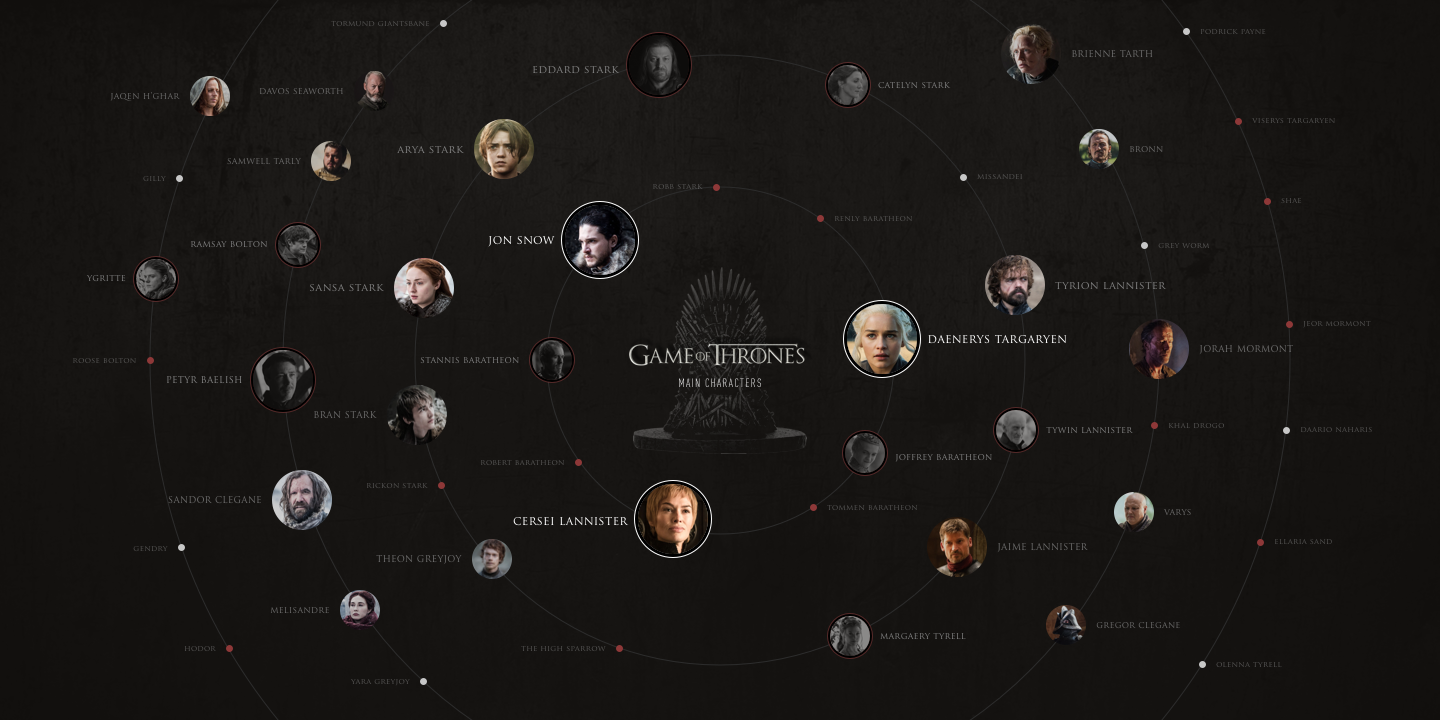 TORMUND GIANTSBANE
PODRICK PAYNE
EDDARD STARK
BRIENNE TARTH
JAQEN H'GHAR
DAVOS SEAWORTH
CATELYN STARK
VISERYS TARGARYEN
SAMWELL TARLY
ARYA STARK
BRONN
GILLY
MISSANDEI
ROBB STARK
SHAE
RENLY BARATHEON
RAMSAY BOLTON
JON SNOW
GREY WORM
YGRITTE
SANSA STARK
TYRION LANNISTER
JEOR MORMONT
ROOSE BOLTON
STANNIS BARATHEON
GAME OF THRONES
MAIN CHARACTERS
DAENERYS TARGARYEN
JORAH MORMONT
PETYR BAELISH
BRAN STARK
TYWIN LANNISTER
KHAL DROGO
DAARIO NAHARIS
ROBERT BARATHEON
JOFFREY BARATHEON
SANDOR CLEGANE
RICKON STARK
TOMMEN BARATHEON
VARYS
CERSEI LANNISTER
GENDRY
THEON GREYJOY
JAIME LANNISTER
ELLARIA SAND
MELISANDRE
MARGAERY TYRELL
GREGOR CLEGANE
HODOR
THE HIGH SPARROW
OLENNA TYRELL
YARA GREYJOY